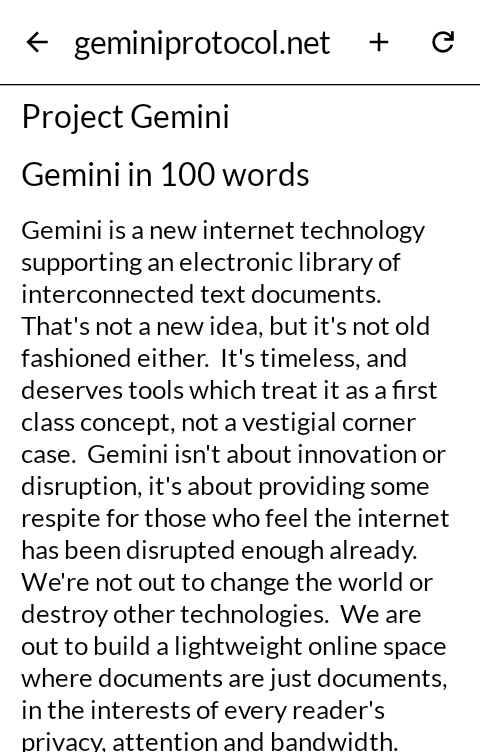 geminiprotocol.net
Project Gemini
Gemini in 100 words
Gemini is a new internet technology
supporting an electronic library of
interconnected text documents.
That's not a new idea, but it's not old
fashioned either.  It's timeless, and
deserves tools which treat it as a first
class concept, not a vestigial corner
case.  Gemini isn't about innovation or
disruption, it's about providing some
respite for those who feel the internet
has been disrupted enough already.
We're not out to change the world or
destroy other technologies.  We are
out to build a lightweight online space
where documents are just documents,
in the interests of every reader's
privacy, attention and bandwidth.